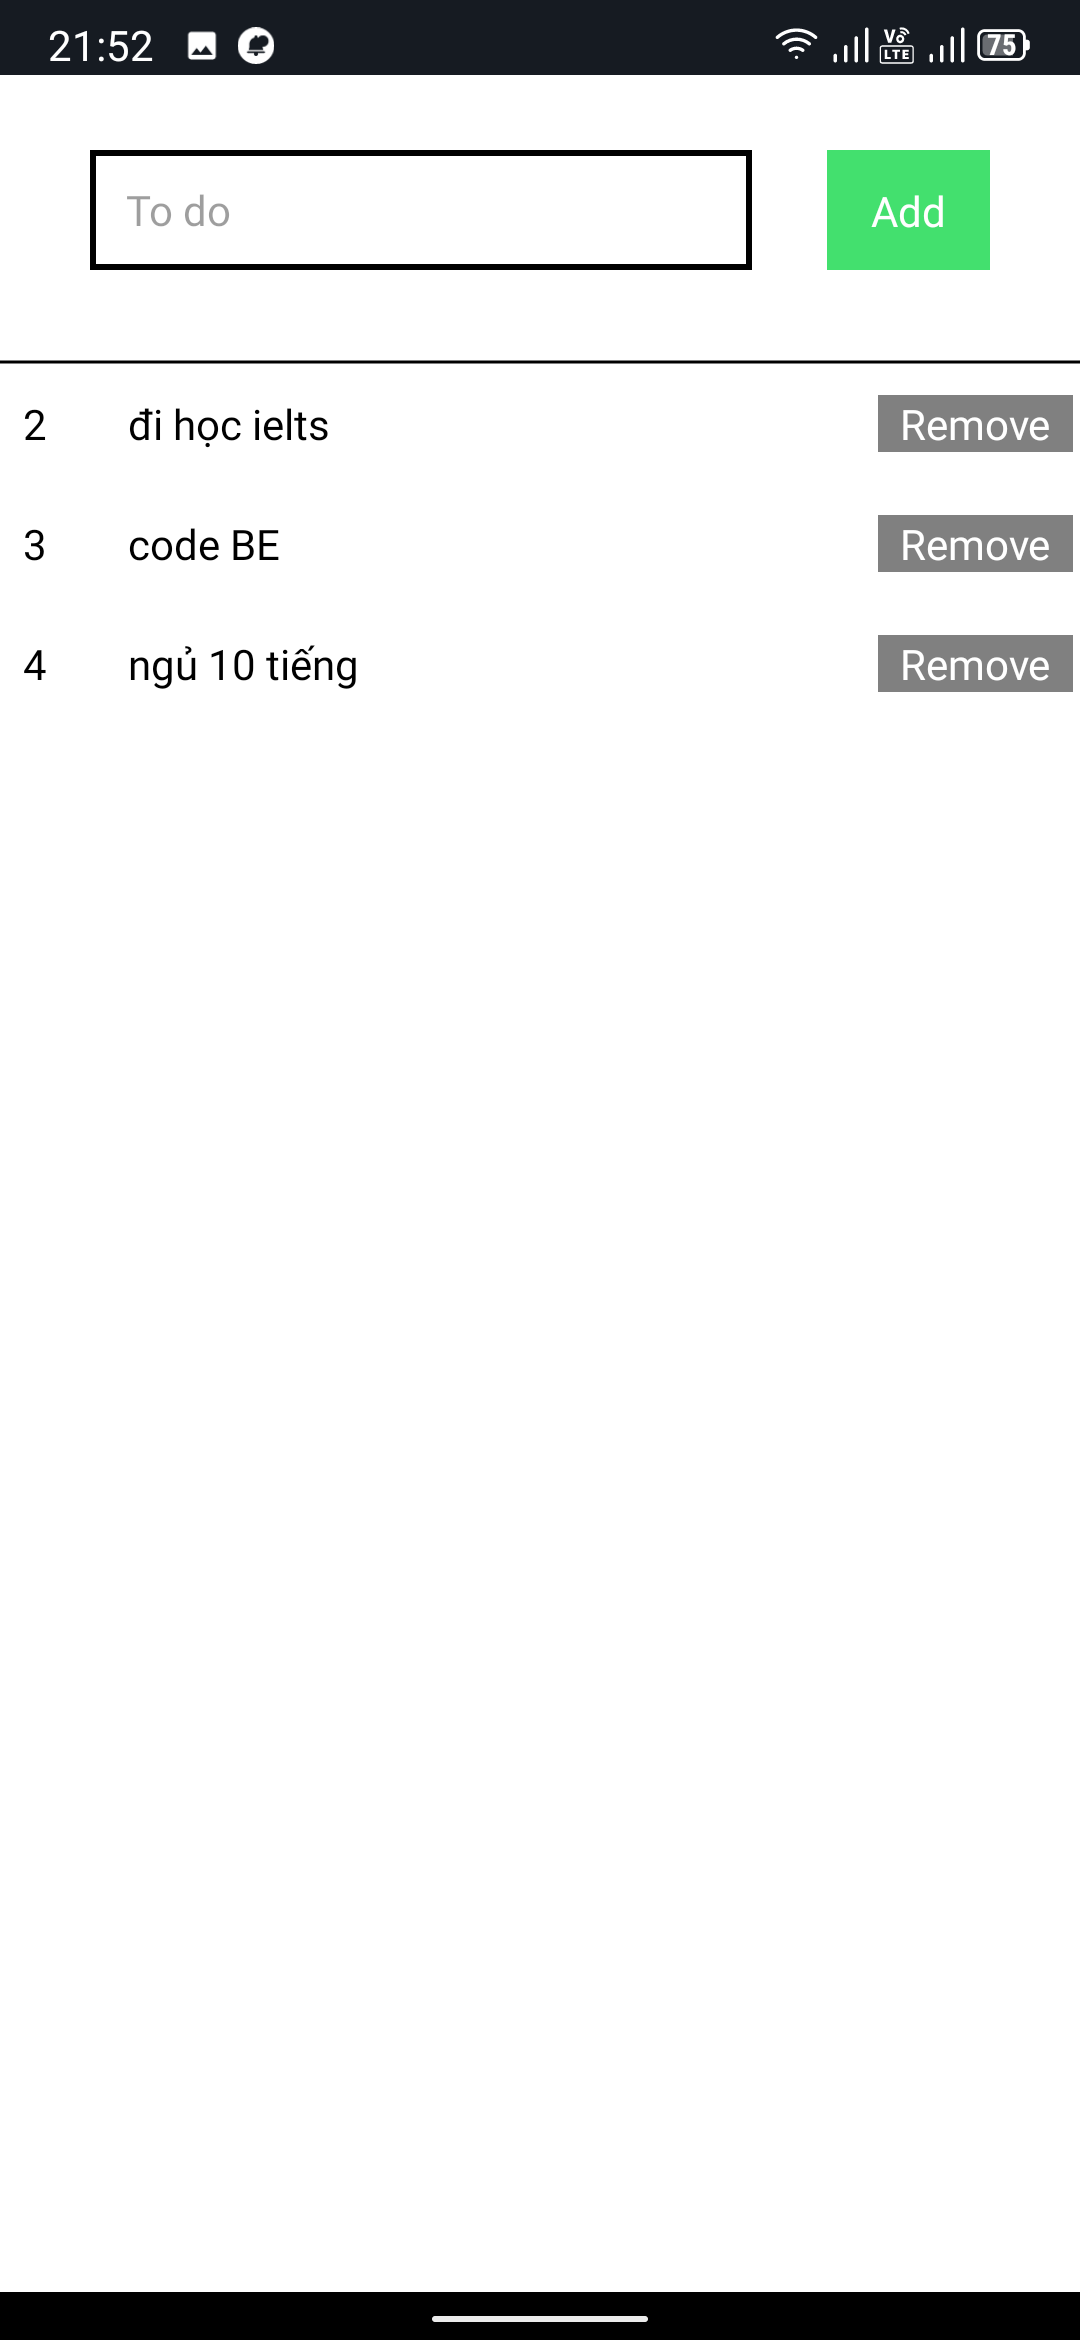 21:52 Vo LTE 75
To do Add
2 đi học ielts Remove
3 code BE Remove
4 ngủ 10 tiếng Remove